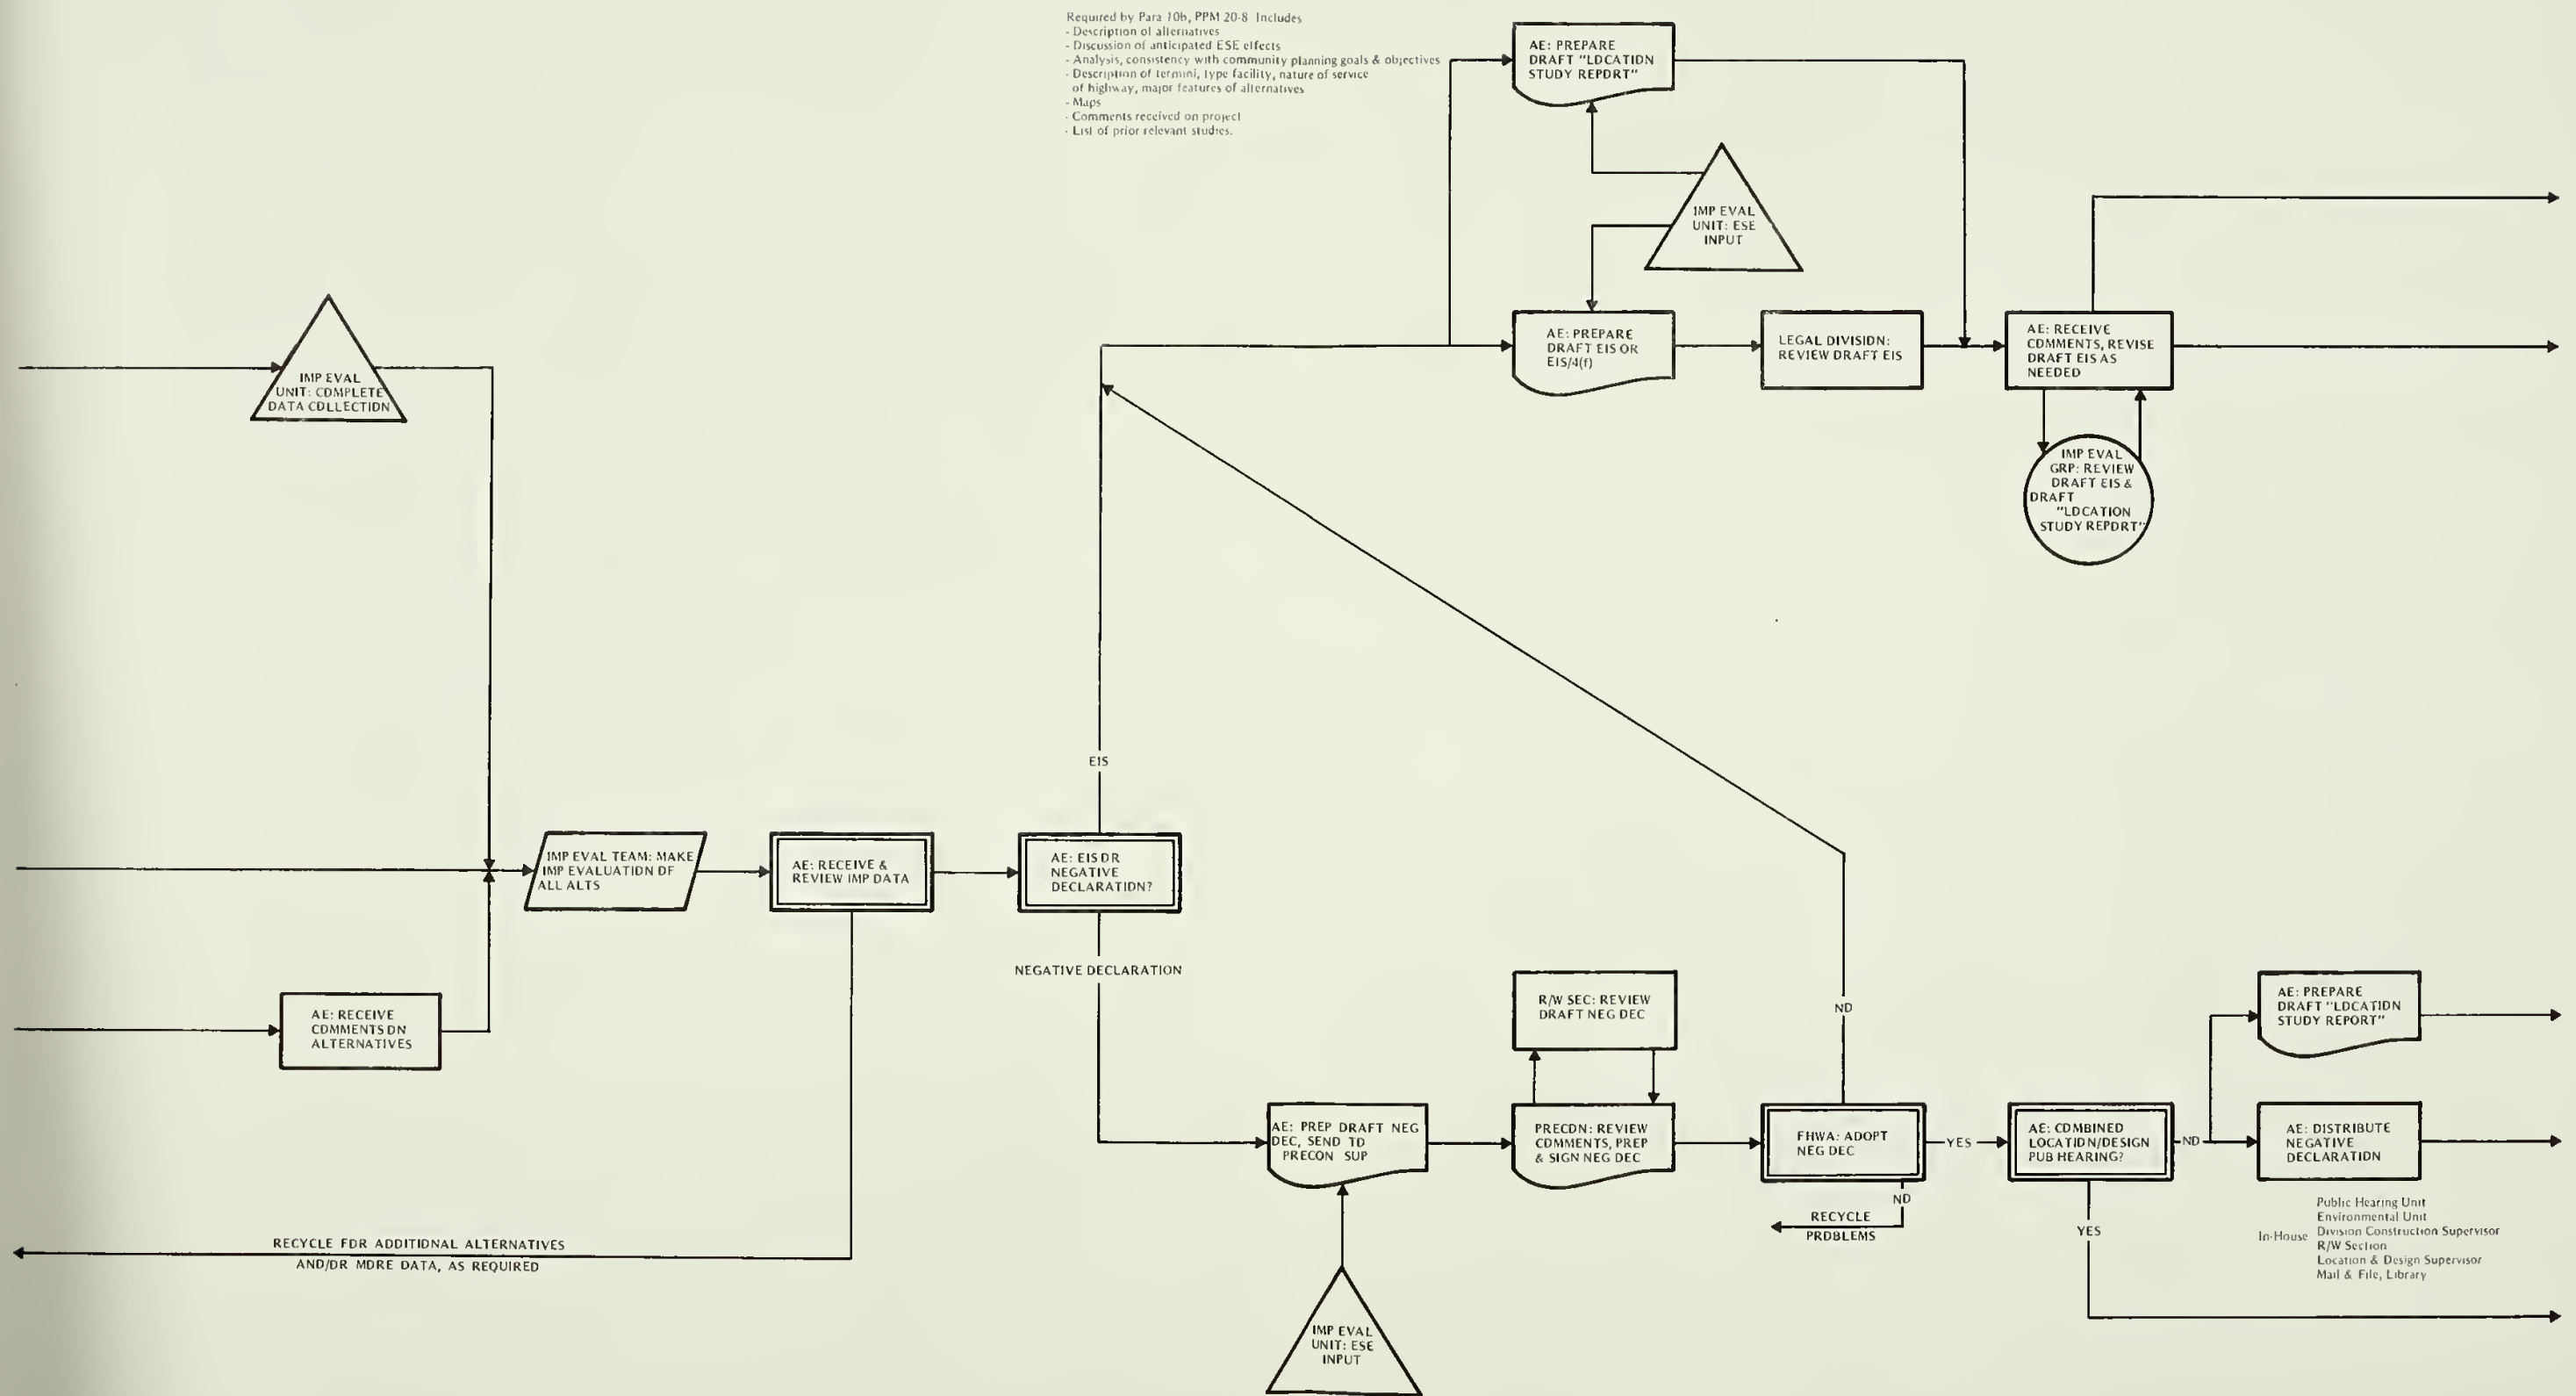 Required by Para 10b, PPM 20-8 Includes
- Description of alternatives
- Discussion of anticipated ESE effects
- Analysis, consistency with community planning goals & objectives
- Description of termini, type facility, nature of service
of highway, major features of alternatives
- Maps
- Comments received on project
- List of prior relevant studies.
AE: PREPARE
DRAFT "LOCATION
STUDY REPORT"
IMP EVAL
UNIT: ESE
INPUT
IMP EVAL
UNIT: COMPLETE
DATA COLLECTION
AE: PREPARE
DRAFT EIS OR
EIS/4(f)
LEGAL DIVISION:
REVIEW DRAFT EIS
AE: RECEIVE
COMMENTS, REVISE
DRAFT EIS AS
NEEDED
IMP EVAL
GRP: REVIEW
DRAFT EIS &
DRAFT
"LOCATION
STUDY REPORT"
EIS
IMP EVAL TEAM: MAKE
IMP EVALUATION OF
ALL ALTS
AE: RECEIVE &
REVIEW IMP DATA
AE: EIS OR
NEGATIVE
DECLARATION?
NEGATIVE DECLARATION
AE: RECEIVE
COMMENTS ON
ALTERNATIVES
R/W SEC: REVIEW
DRAFT NEG DEC
NO
AE: PREPARE
DRAFT "LOCATION
STUDY REPORT"
AE: PREP DRAFT NEG
DEC, SEND TO
PRECON SUP
PRECON: REVIEW
COMMENTS, PREP
& SIGN NEG DEC
FHWA: ADOPT
NEG DEC
YES
AE: COMBINED
LOCATION/DESIGN
PUB HEARING?
NO
AE: DISTRIBUTE
NEGATIVE
DECLARATION
NO
RECYCLE
PROBLEMS
YES
In-House
Public Hearing Unit
Environmental Unit
Division Construction Supervisor
R/W Section
Location & Design Supervisor
Mail & File, Library
RECYCLE FOR ADDITIONAL ALTERNATIVES
AND/OR MORE DATA, AS REQUIRED
IMP EVAL
UNIT: ESE
INPUT